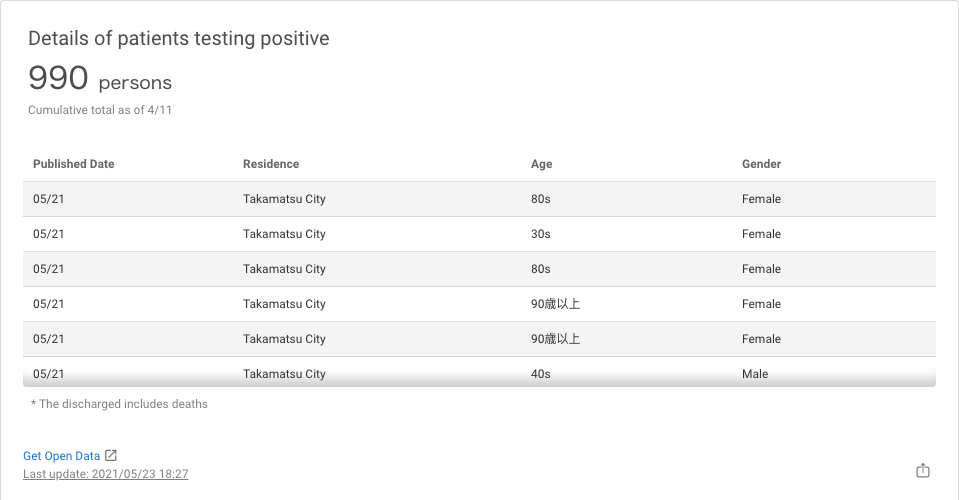 Details of patients testing positive
990 persons
Cumulative total as of 4/11
Published Date Residence Age Gender
05/21 Takamatsu City 80s Female
05/21 Takamatsu City 30s Female
05/21 Takamatsu City 80s Female
05/21 Takamatsu City 90歳以上 Female
05/21 Takamatsu City 90歳以上 Female
05/21 Takamatsu City 40s Male
* The discharged includes deaths
Get Open Data
Last update: 2021/05/23 18:27